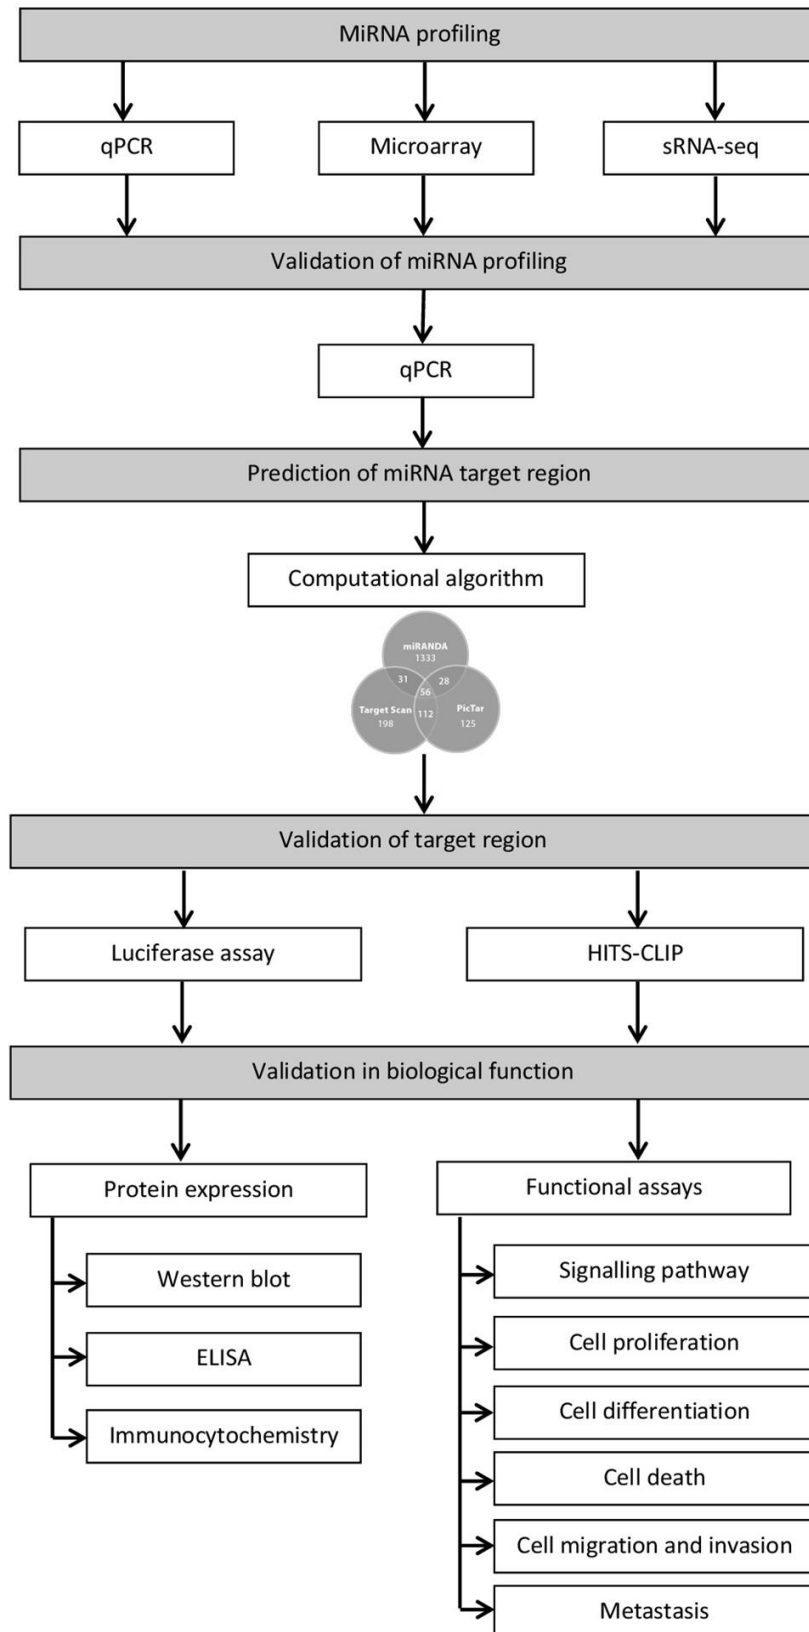 MiRNA profiling
qPCR
Microarray
sRNA-seq
Validation of miRNA profiling
qPCR
Prediction of miRNA target region
Computational algorithm
miRANDA
1333
31
28
56
Target Scan
112
PicTar
198
125
Validation of target region
Luciferase assay
HITS-CLIP
Validation in biological function
Protein expression
Western blot
ELISA
Immunocytochemistry
Functional assays
Signalling pathway
Cell proliferation
Cell differentiation
Cell death
Cell migration and invasion
Metastasis